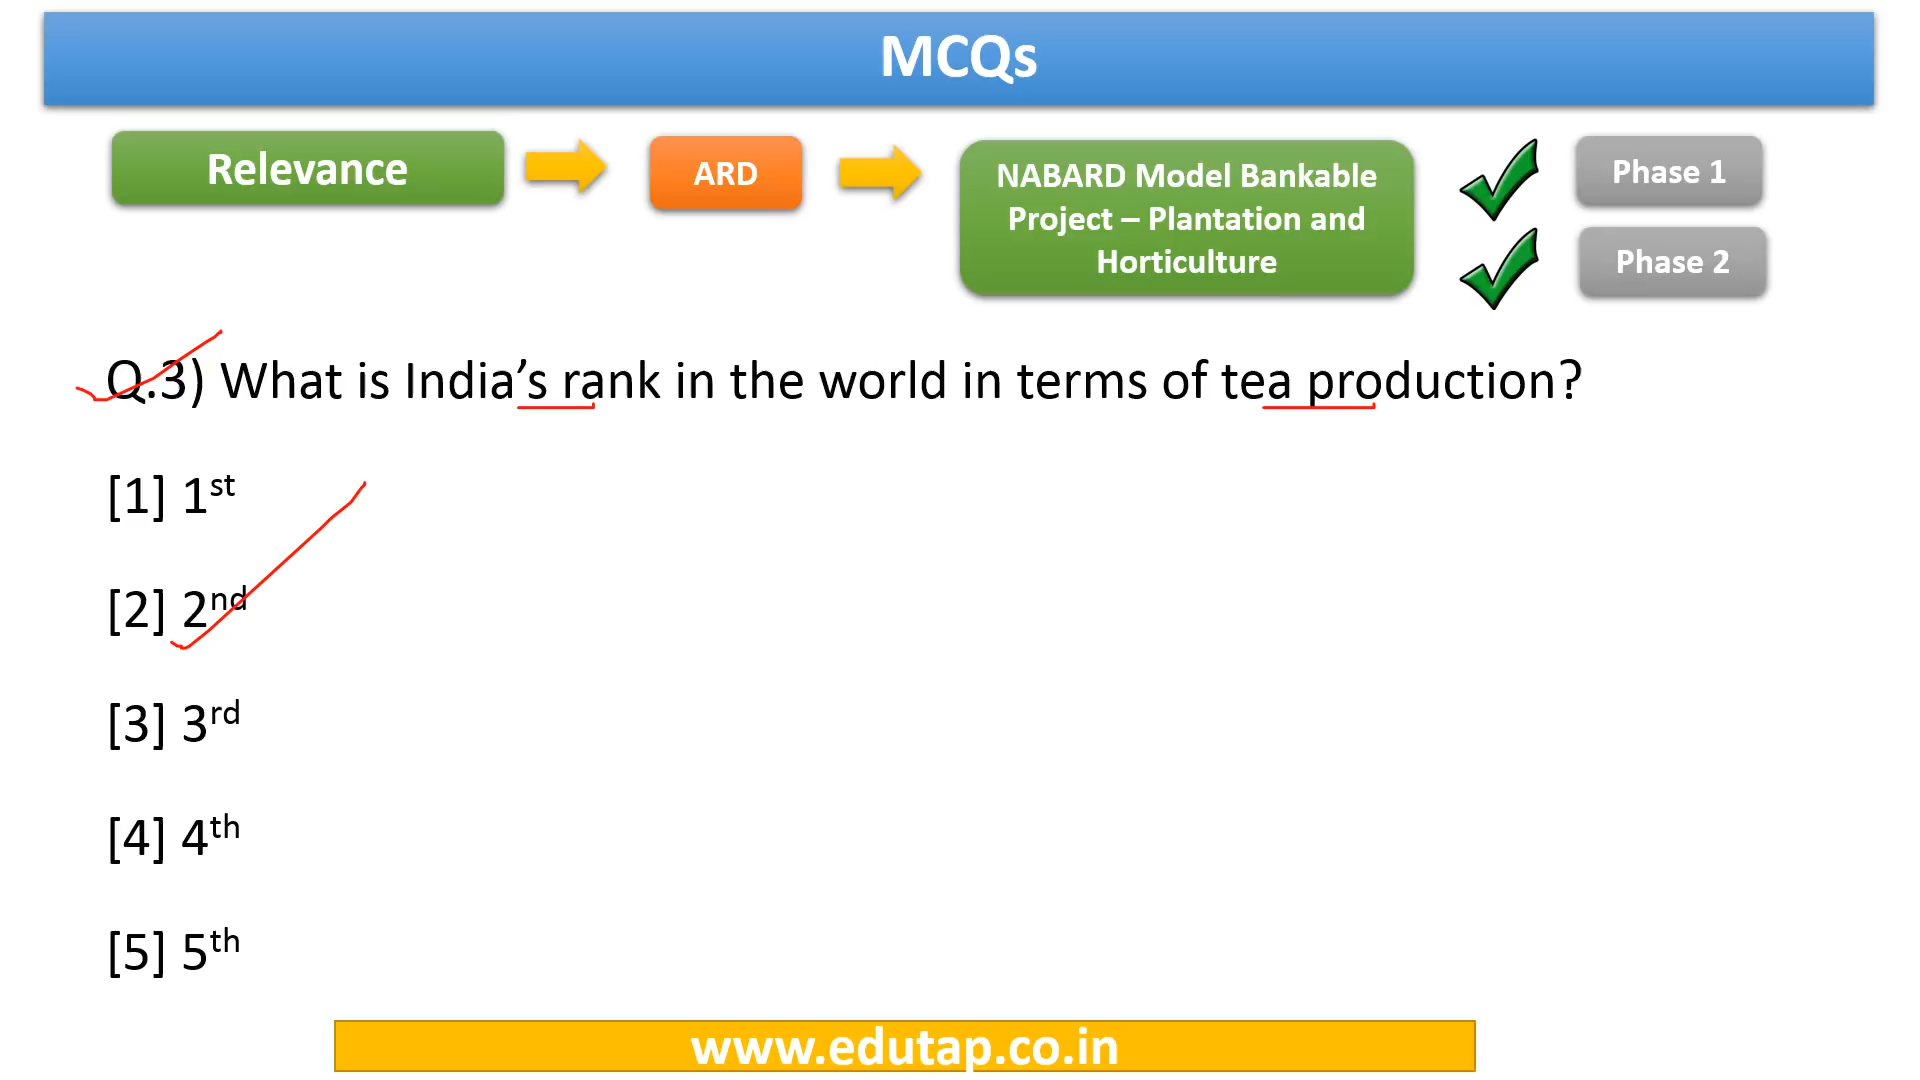 MCQs
Relevance
ARD
NABARD Model Bankable
Project – Plantation and
Horticulture
Phase 1
Phase 2
Q.3) What is India’s rank in the world in terms of tea production?
[1] 1st
[2] 2nd
[3] 3rd
[4] 4th
[5] 5th
www.edutap.co.in